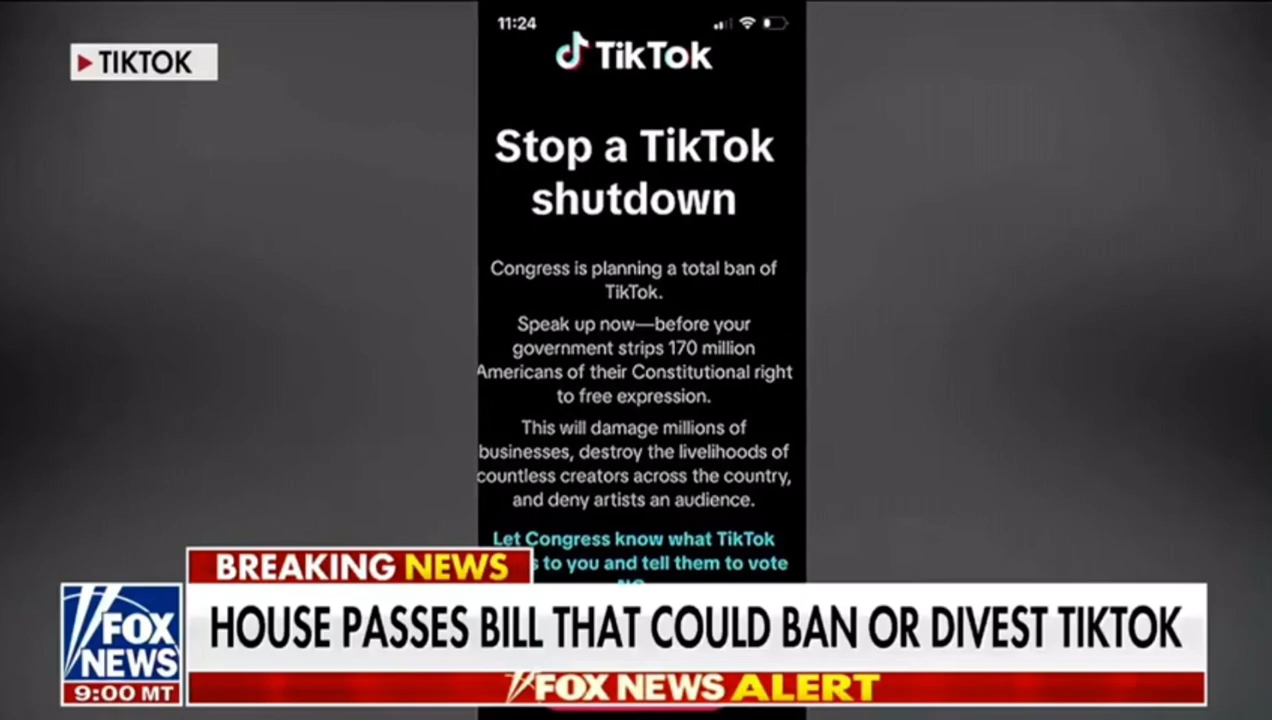 11:24
TIKTOK
TikTok
Stop a TikTok
shutdown
Congress is planning a total ban of
TikTok.
Speak up now—before your
government strips 170 million
Americans of their Constitutional right
to free expression.
This will damage millions of
businesses, destroy the livelihoods of
countless creators across the country,
and deny artists an audience.
Let Congress know what TikTok
to you and tell them to vote
BREAKING NEWS
HOUSE PASSES BILL THAT COULD BAN OR DIVEST TIKTOK
FOX
NEWS
9:00 MT
FOX NEWS ALERT